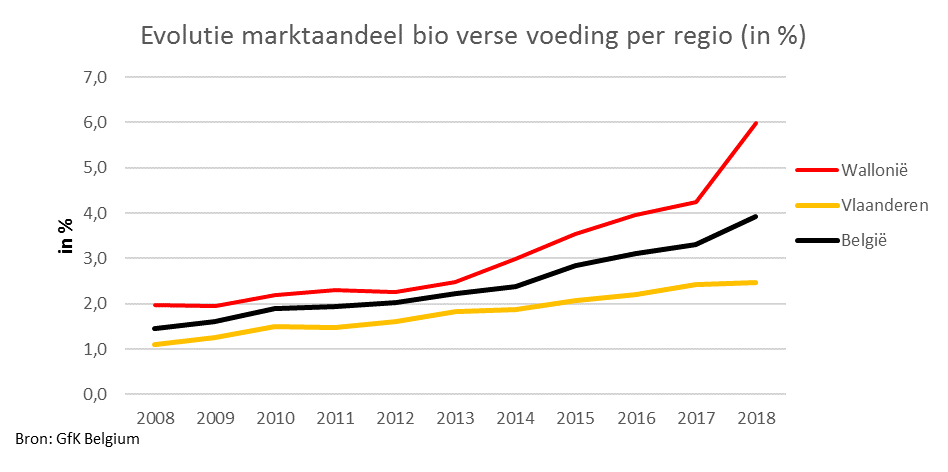 Evolutie marktaandeel bio verse voeding per regio (in %)
7,0
6,0
5,0
4,0
3,0
2,0
1,0
0,0
in %
2008 2009 2010 2011 2012 2013 2014 2015 2016 2017 2018
Wallonië
Vlaanderen
België
Bron: GfK Belgium